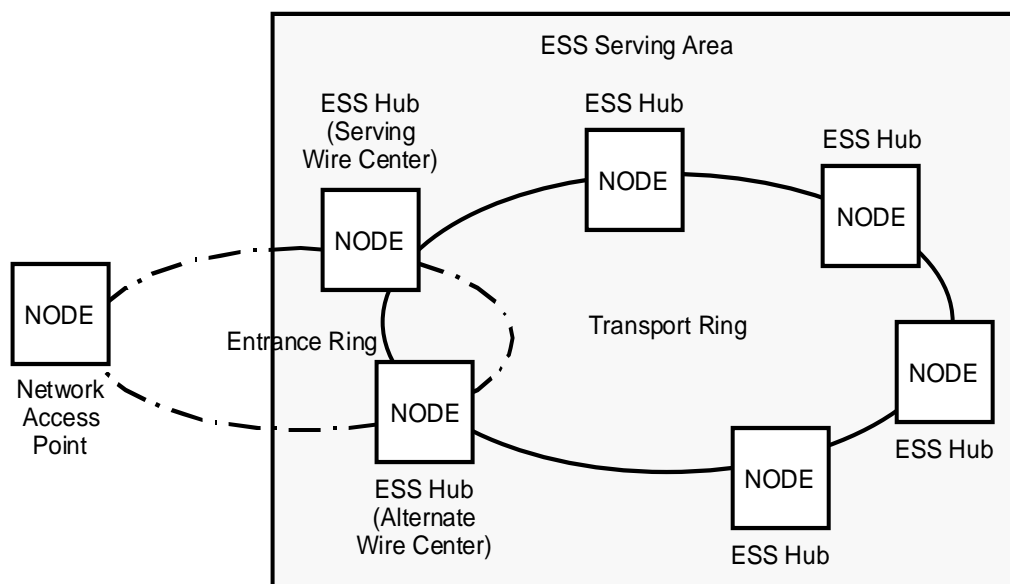 ESS Serving Area
ESS Hub
(Serving
Wire Center)
NODE
ESS Hub
NODE
ESS Hub
NODE
NODE
Network
Access
Point
Entrance Ring
Transport Ring
NODE
ESS Hub
NODE
ESS Hub
(Alternate
Wire Center)
NODE
ESS Hub